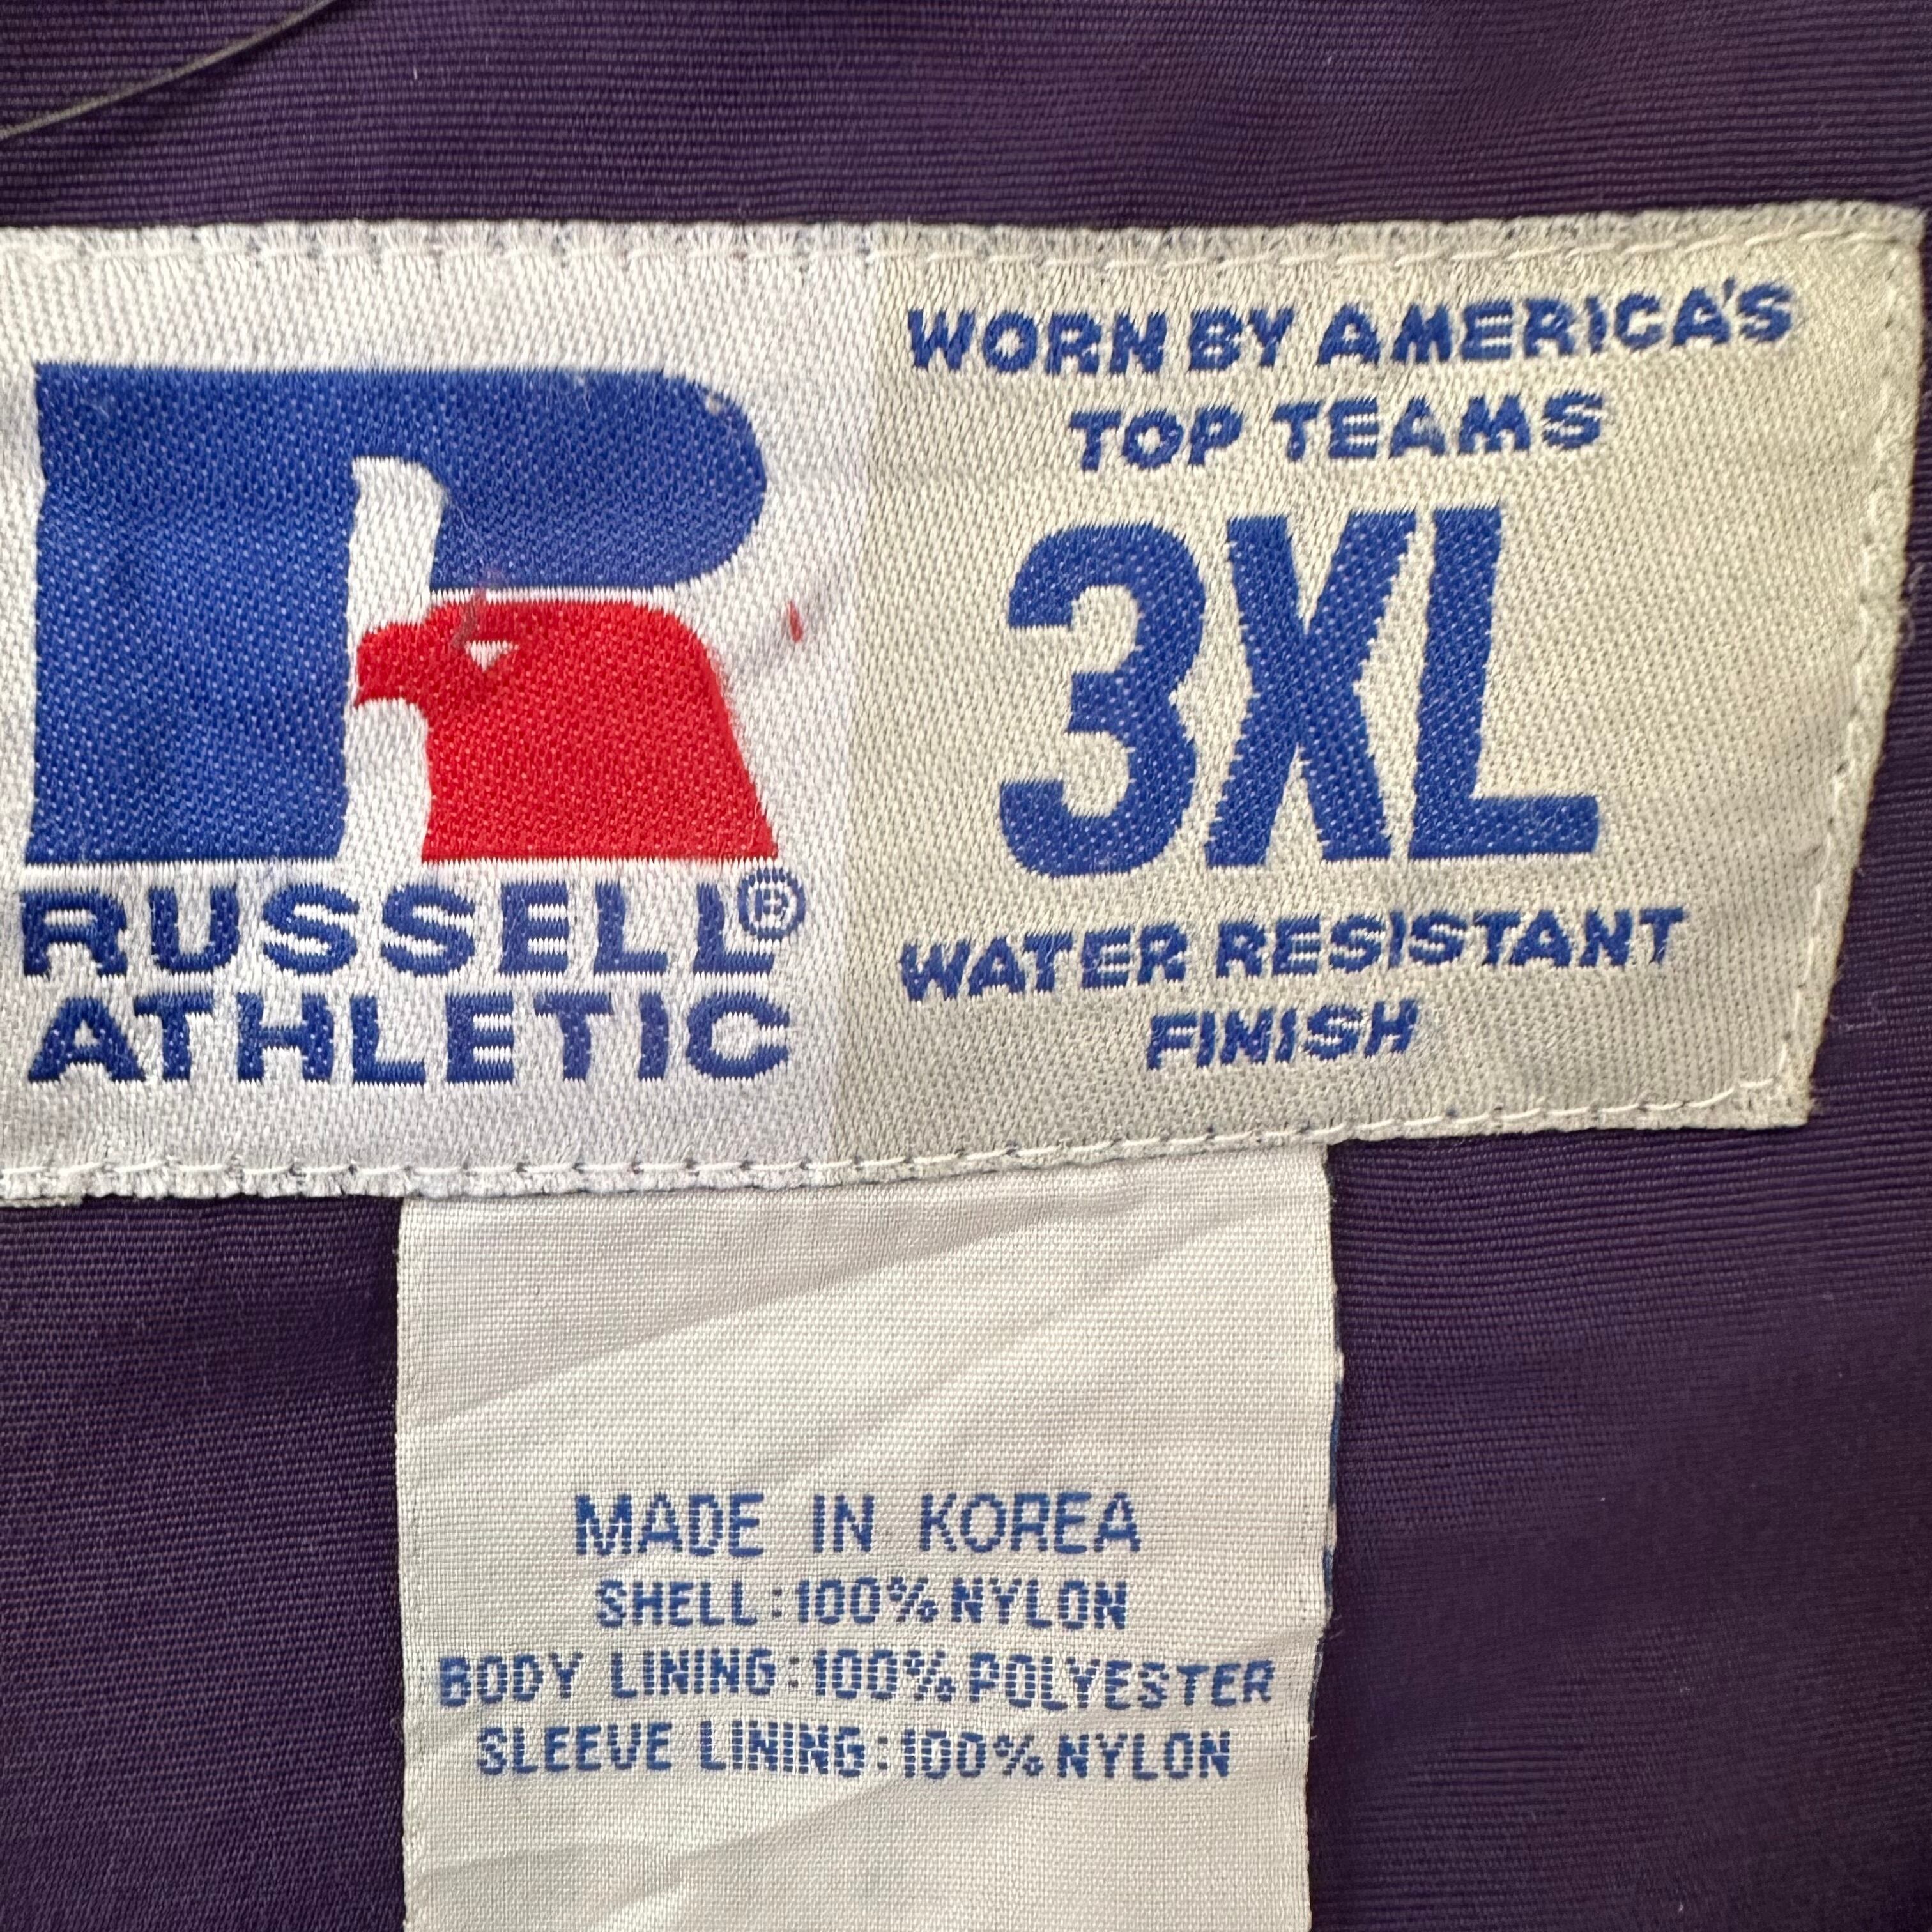 WORN BY AMERICA'S
TOP TEAMS
3XL
WATER RESISTANT
FINISH
R
RUSSELL®
ATHLETIC
MADE IN KOREA
SHELL:100% NYLON
BODY LINING:100% POLYESTER
SLEEVE LINING:100% NYLON